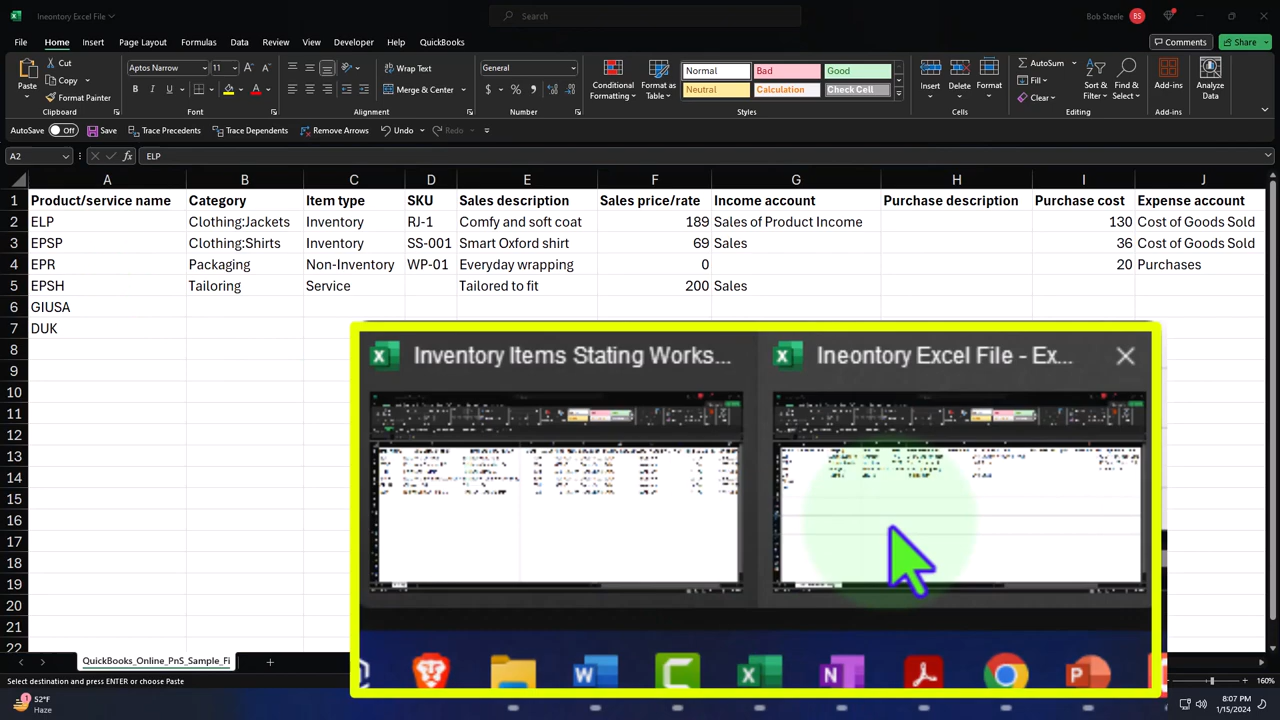 Ineontory Excel File
Search
Bob Steele BS
File Home Insert Page Layout Formulas Data Review View Developer Help QuickBooks
Comments Share
Paste
Cut
Copy
Format Painter
Clipboard
Aptos Narrow 11
Font
Wrap Text
Merge & Center
Alignment
General
Number
Conditional Formatting
Format as Table
Normal Bad Good
Neutral Calculation Check Cell
Styles
Insert Delete Format
Cells
AutoSum
Fill
Clear
Sort & Filter
Find & Select
Editing
Add-ins
Add-ins
Analyze Data
AutoSave Off Save Trace Precedents Trace Dependents Remove Arrows Undo Redo
A2 fx ELP
A B C D E F G H I J
1 Product/service name Category Item type SKU Sales description Sales price/rate Income account Purchase description Purchase cost Expense account
2 ELP Clothing:Jackets Inventory RJ-1 Comfy and soft coat 189 Sales of Product Income 130 Cost of Goods Sold
3 EPSP Clothing:Shirts Inventory SS-001 Smart Oxford shirt 69 Sales 36 Cost of Goods Sold
4 EPR Packaging Non-Inventory WP-01 Everyday wrapping 0 20 Purchases
5 EPSH Tailoring Service Tailored to fit 200 Sales
6 GIUSA
7 DUK
8
9
10
11
12
13
14
15
16
17
18
19
20
21
22
Inventory Items Stating Works... Ineontory Excel File - Ex...
QuickBooks_Online_PnS_Sample_Fi
Select destination and press ENTER or choose Paste
160%
1
52°F
Haze
8:07 PM
1/15/2024